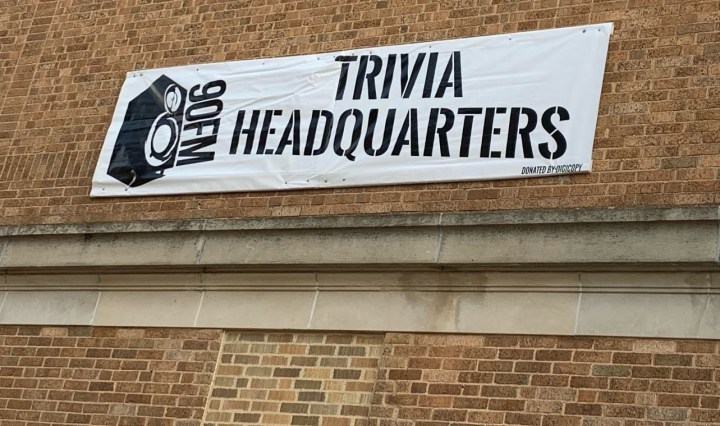 90FM
TRIVIA
HEADQUARTERS
DONATED BY: DIGICOPY